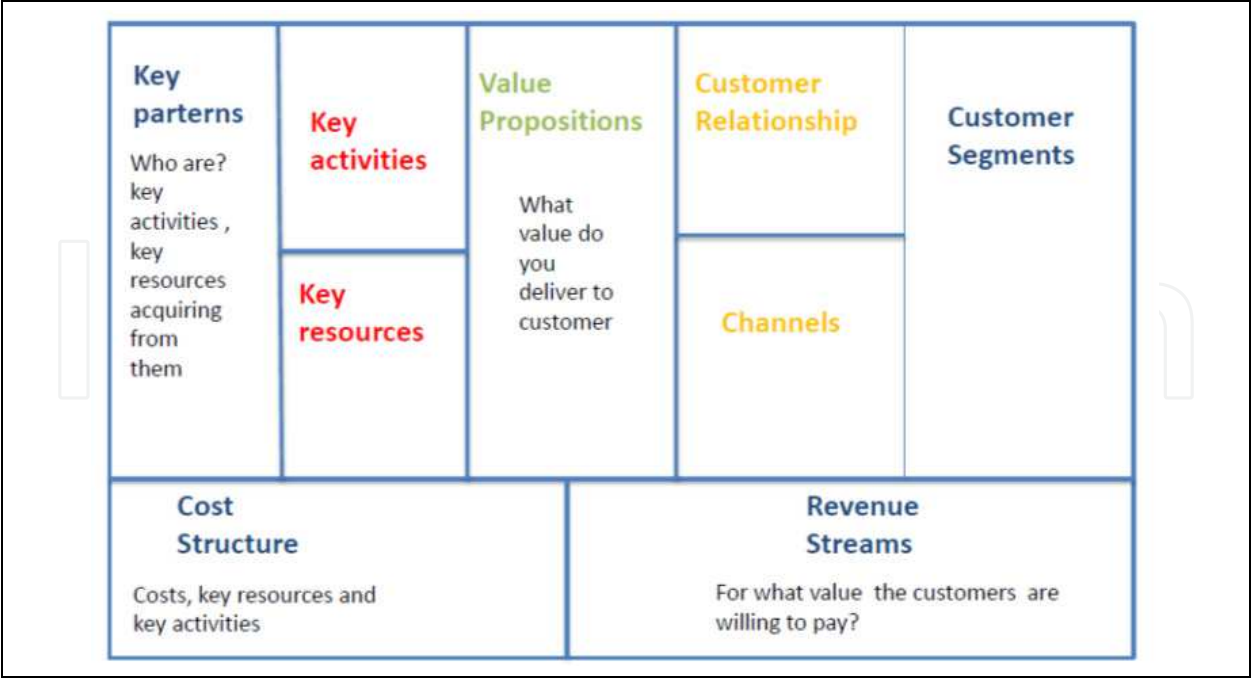 Key
parterns
Who are?
key
activities ,
key
resources
acquiring
from
them
Key
activities
Key
resources
Value
Propositions
What
value do
you
deliver to
customer
Customer
Relationship
Channels
Customer
Segments
Cost
Structure
Costs, key resources and
key activities
Revenue
Streams
For what value the customers are
willing to pay?